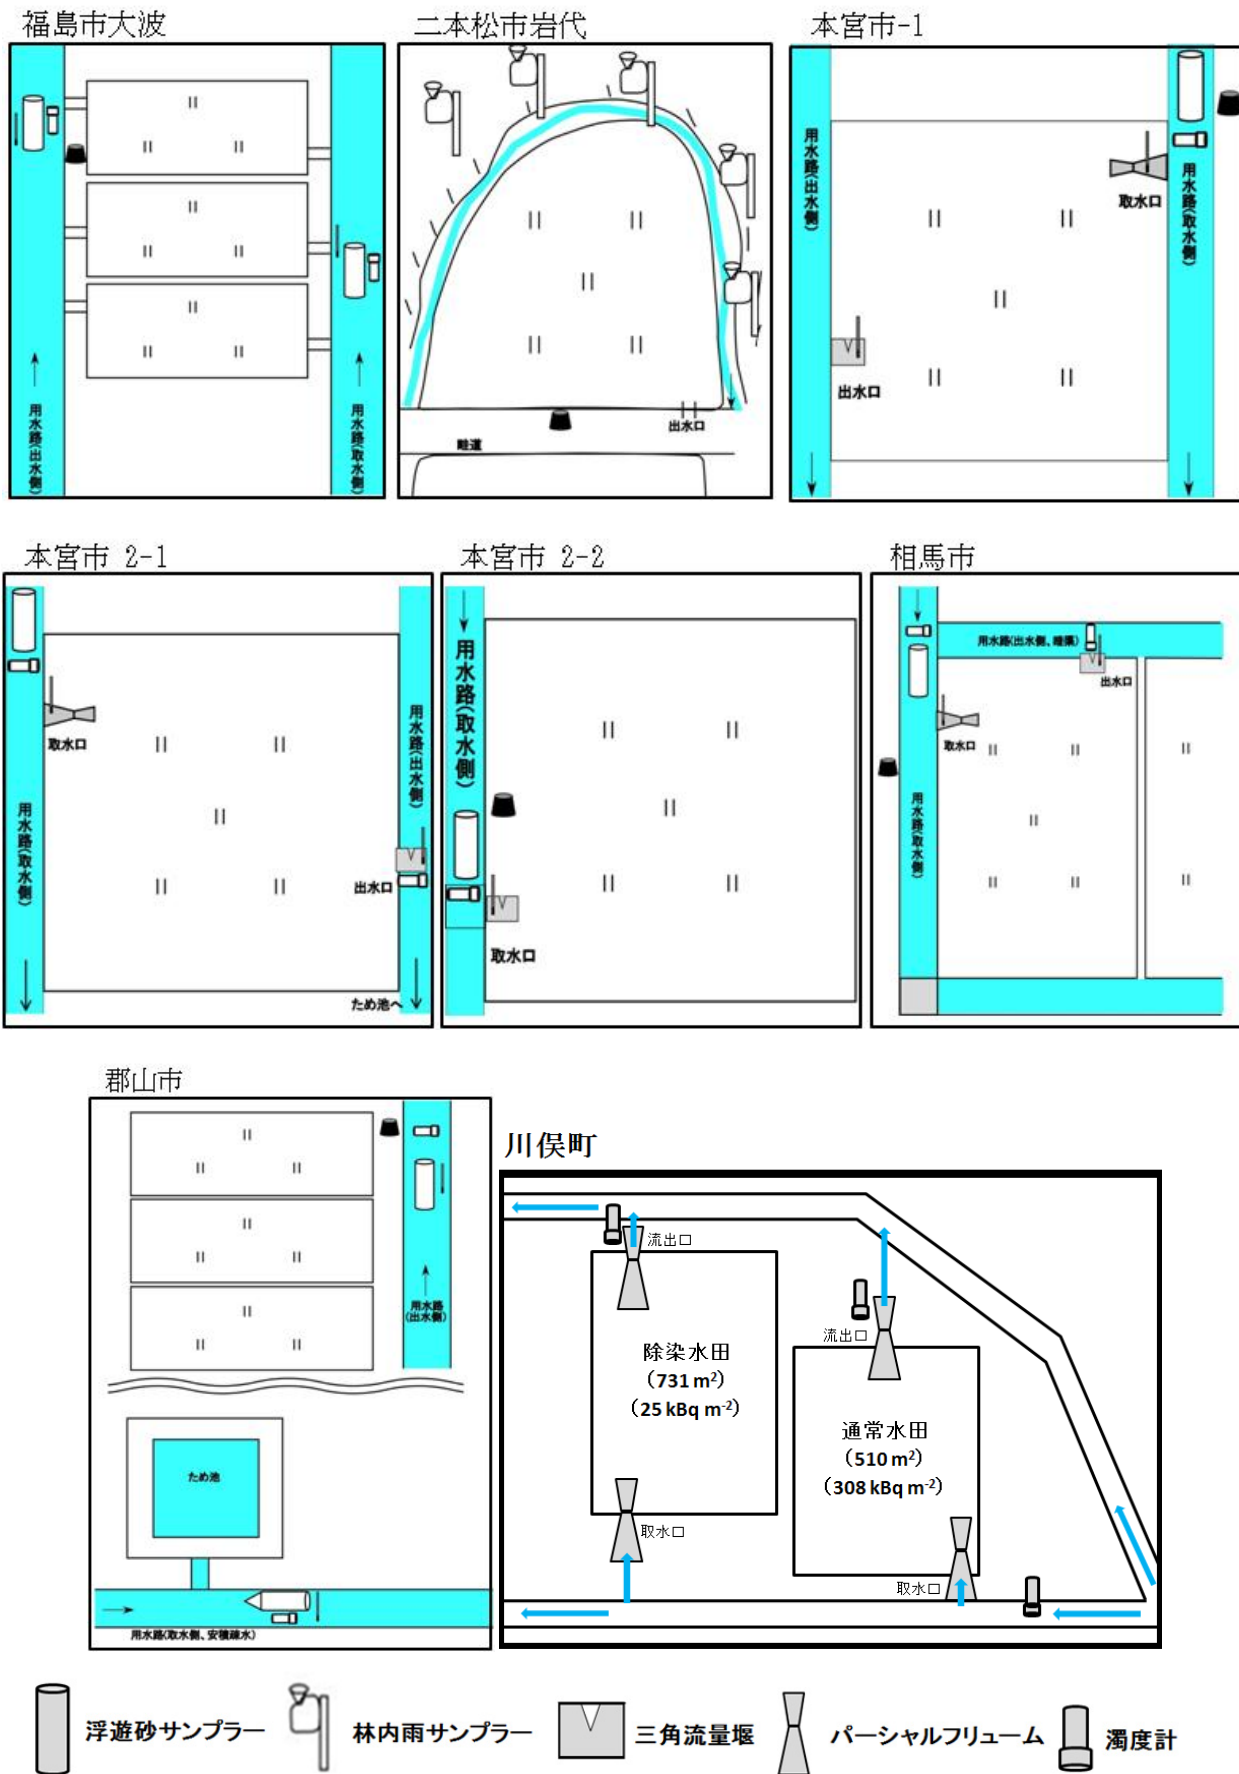 福島市大波
二本松市岩代
本宮市-1
用水路(出水側)
用水路(取水側)
出水口
畦道
用水路(出水側)
取水口
用水路(取水側)
出水口
本宮市 2-1
本宮市 2-2
相馬市
取水口
用水路(取水側)
用水路(出水側)
出水口
ため池へ
用水路(取水側)
取水口
用水路(出水側、暗渠)
出水口
取水口
用水路(取水側)
郡山市
用水路
(出水側)
ため池
用水路(取水側、安積疎水)
川俣町
流出口
除染水田
(731 m²)
(25 kBq m⁻²)
取水口
流出口
通常水田
(510 m²)
(308 kBq m⁻²)
取水口
浮遊砂サンプラー
林内雨サンプラー
三角流量堰
パーシャルフリューム
濁度計